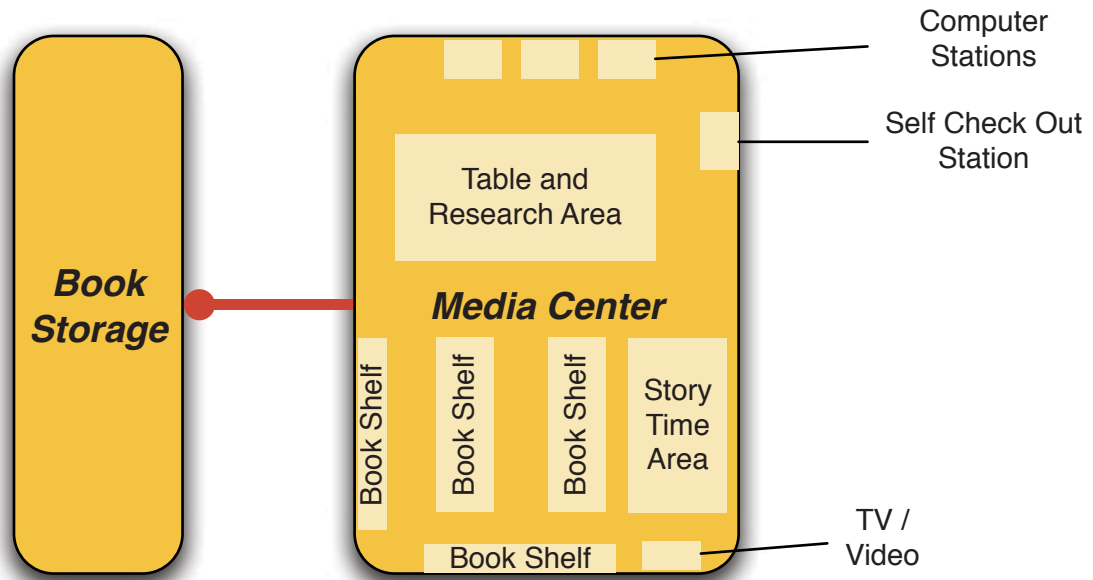 Computer
Stations
Self Check Out
Station
Table and
Research Area
Book
Storage
Media Center
Book Shelf
Book Shelf
Book Shelf
Story
Time
Area
TV /
Video
Book Shelf